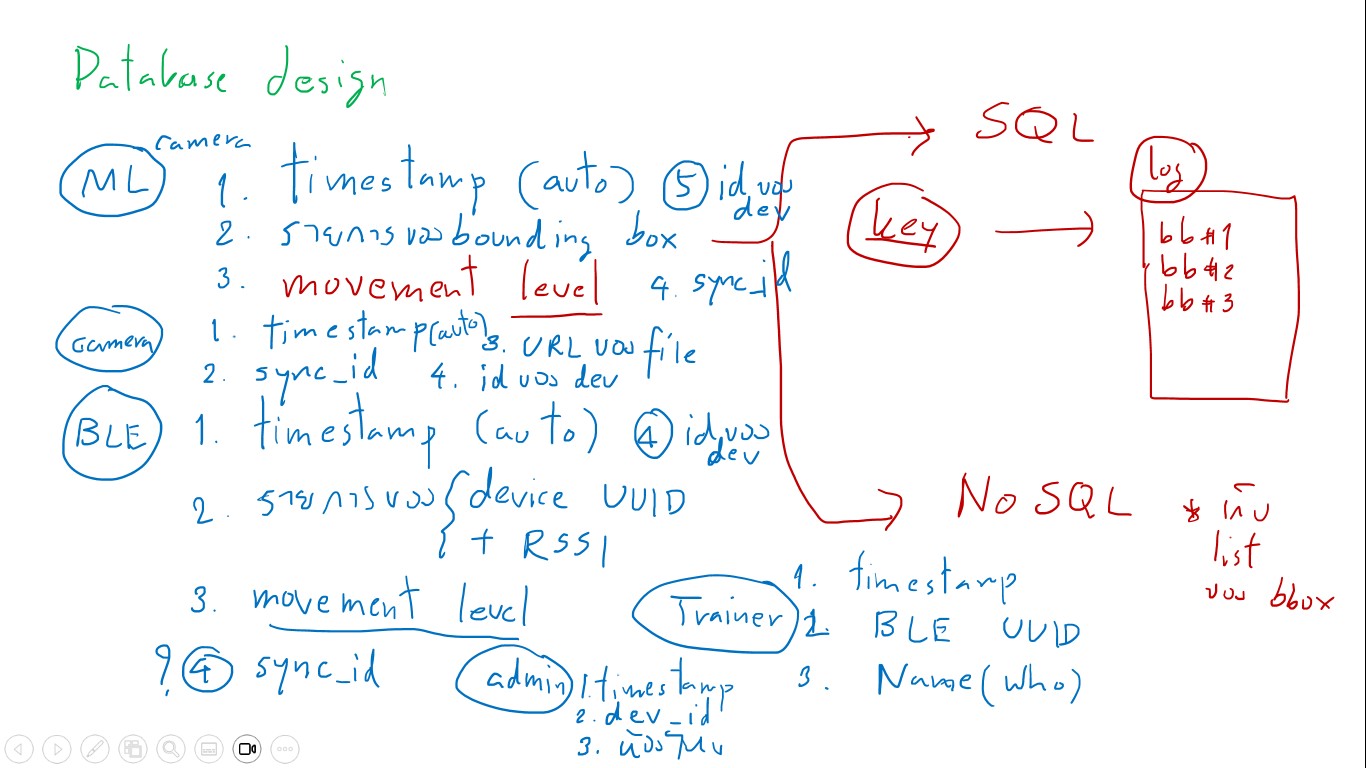 Database design
ML camera
1. timestamp (auto) 5 id ของ dev
2. รายการของ bounding box
3. movement level 4. sync_id
camera
1. timestamp (auto) 3. URL ของ file
2. sync_id 4. id ของ dev
BLE
1. timestamp (auto) 4 id ของ dev
2. รายการของ { device UUID
+ RSSI
3. movement level
? 4 sync_id
admin
1. timestamp
2. dev_id
3. ห้องไหน
SQL
key
log
bb#1
bb#2
bb#3
NoSQL
* เก็บ
list
ของ bbox
Trainer
1. timestamp
2. BLE UUID
3. Name (who)